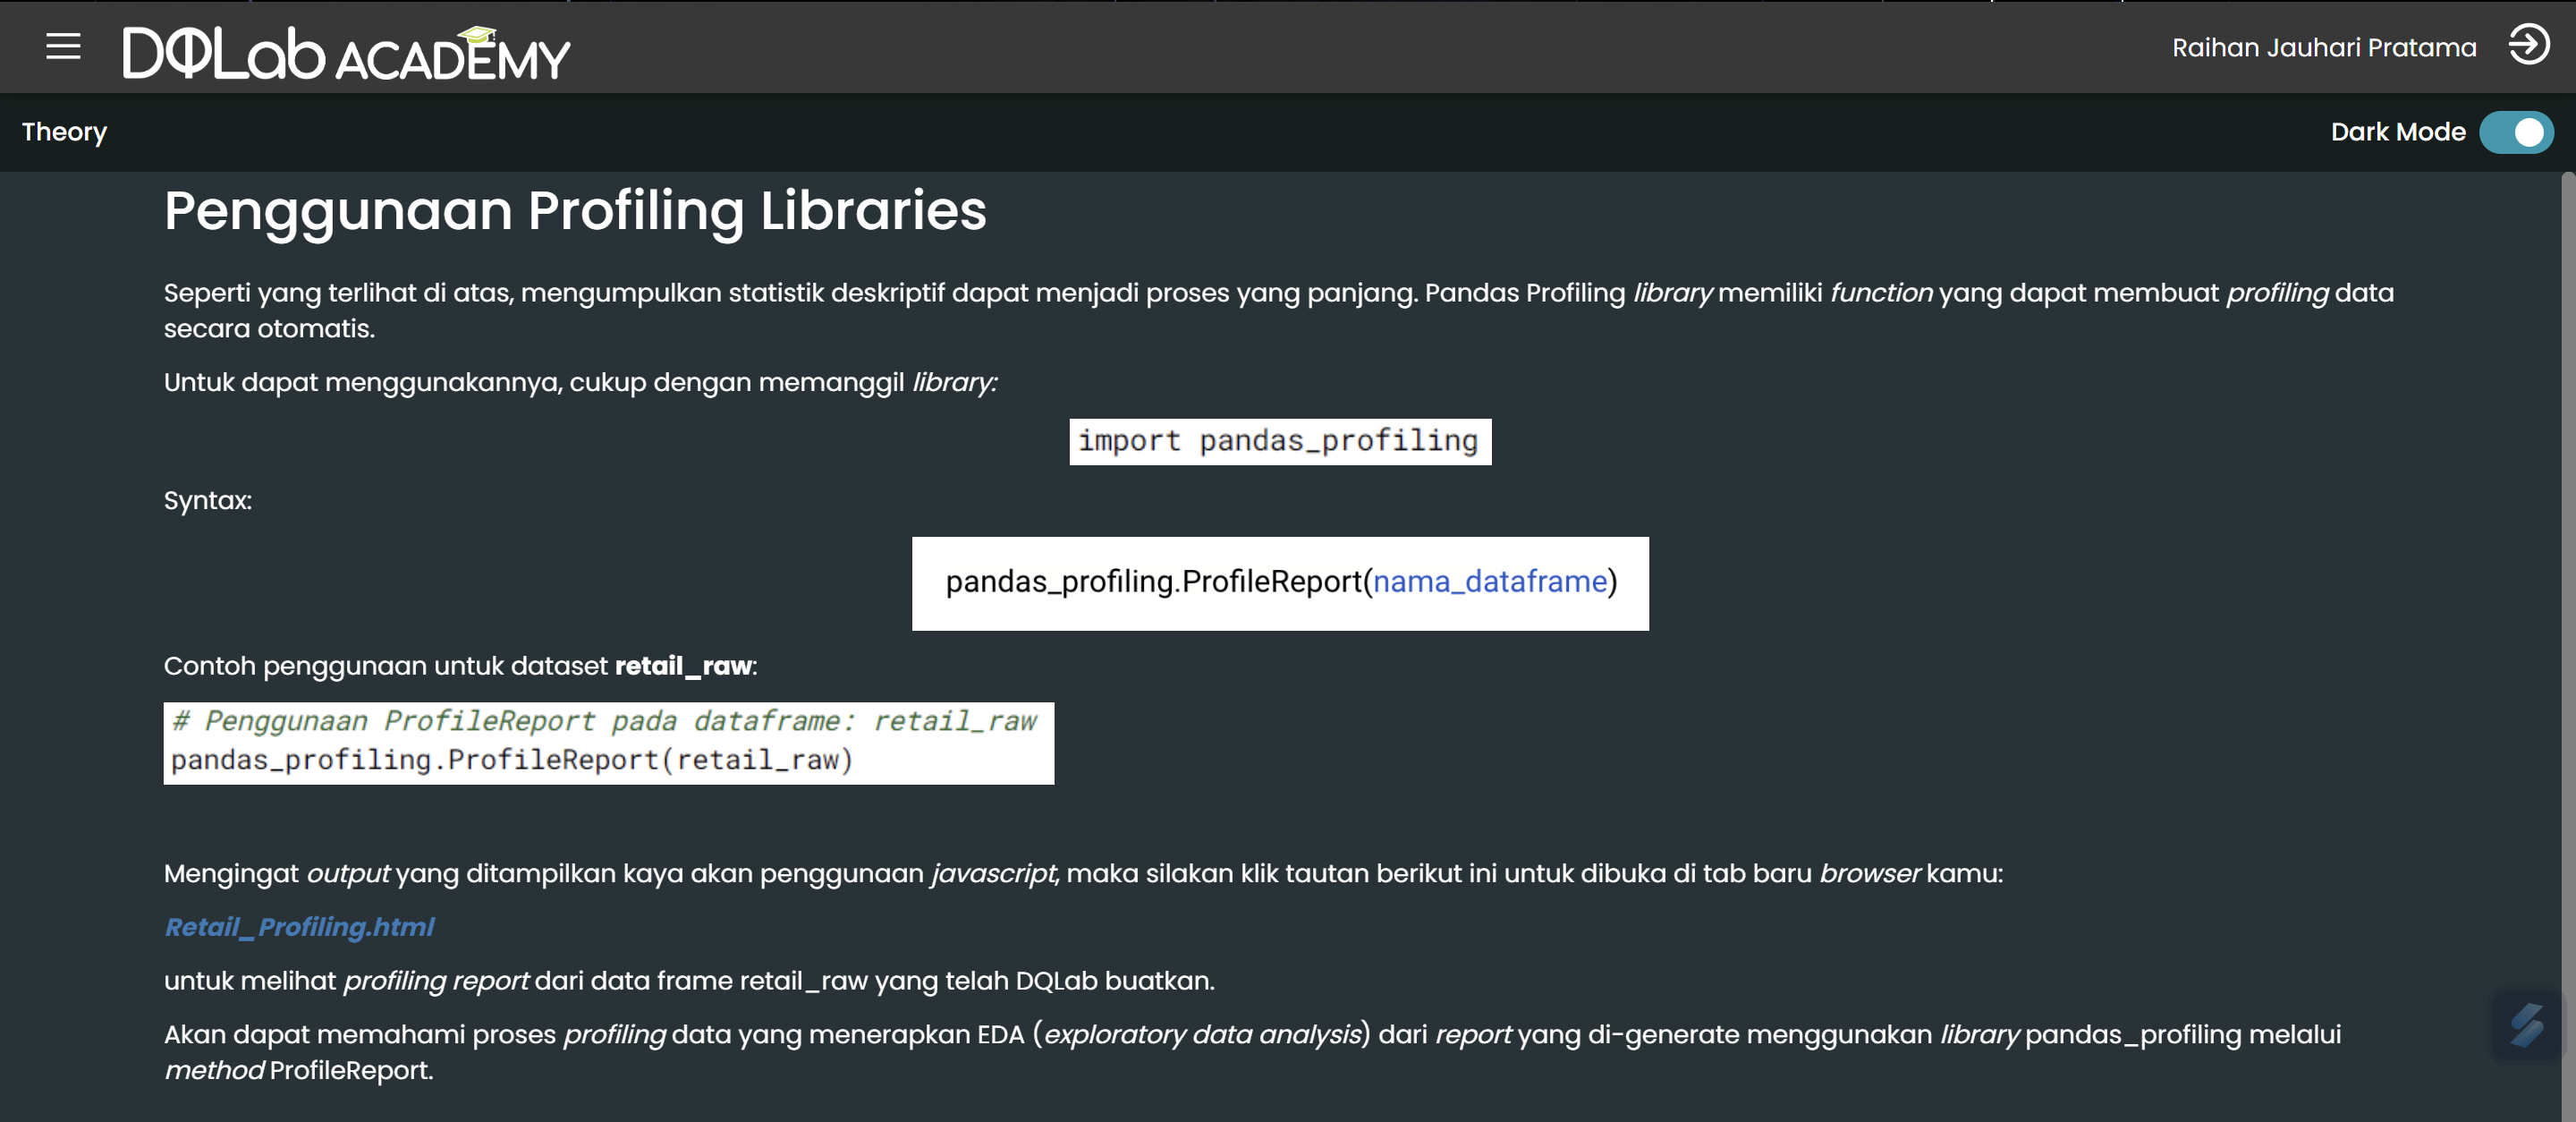 DQLab ACADEMY
Raihan Jauhari Pratama
Theory
Dark Mode
Penggunaan Profiling Libraries
Seperti yang terlihat di atas, mengumpulkan statistik deskriptif dapat menjadi proses yang panjang. Pandas Profiling library memiliki function yang dapat membuat profiling data
secara otomatis.
Untuk dapat menggunakannya, cukup dengan memanggil library:
import pandas_profiling
Syntax:
pandas_profiling.ProfileReport(nama_dataframe)
Contoh penggunaan untuk dataset retail_raw:
# Penggunaan ProfileReport pada dataframe: retail_raw
pandas_profiling.ProfileReport(retail_raw)
Mengingat output yang ditampilkan kaya akan penggunaan javascript, maka silakan klik tautan berikut ini untuk dibuka di tab baru browser kamu:
Retail_Profiling.html
untuk melihat profiling report dari data frame retail_raw yang telah DQLab buatkan.
Akan dapat memahami proses profiling data yang menerapkan EDA (exploratory data analysis) dari report yang di-generate menggunakan library pandas_profiling melalui
method ProfileReport.